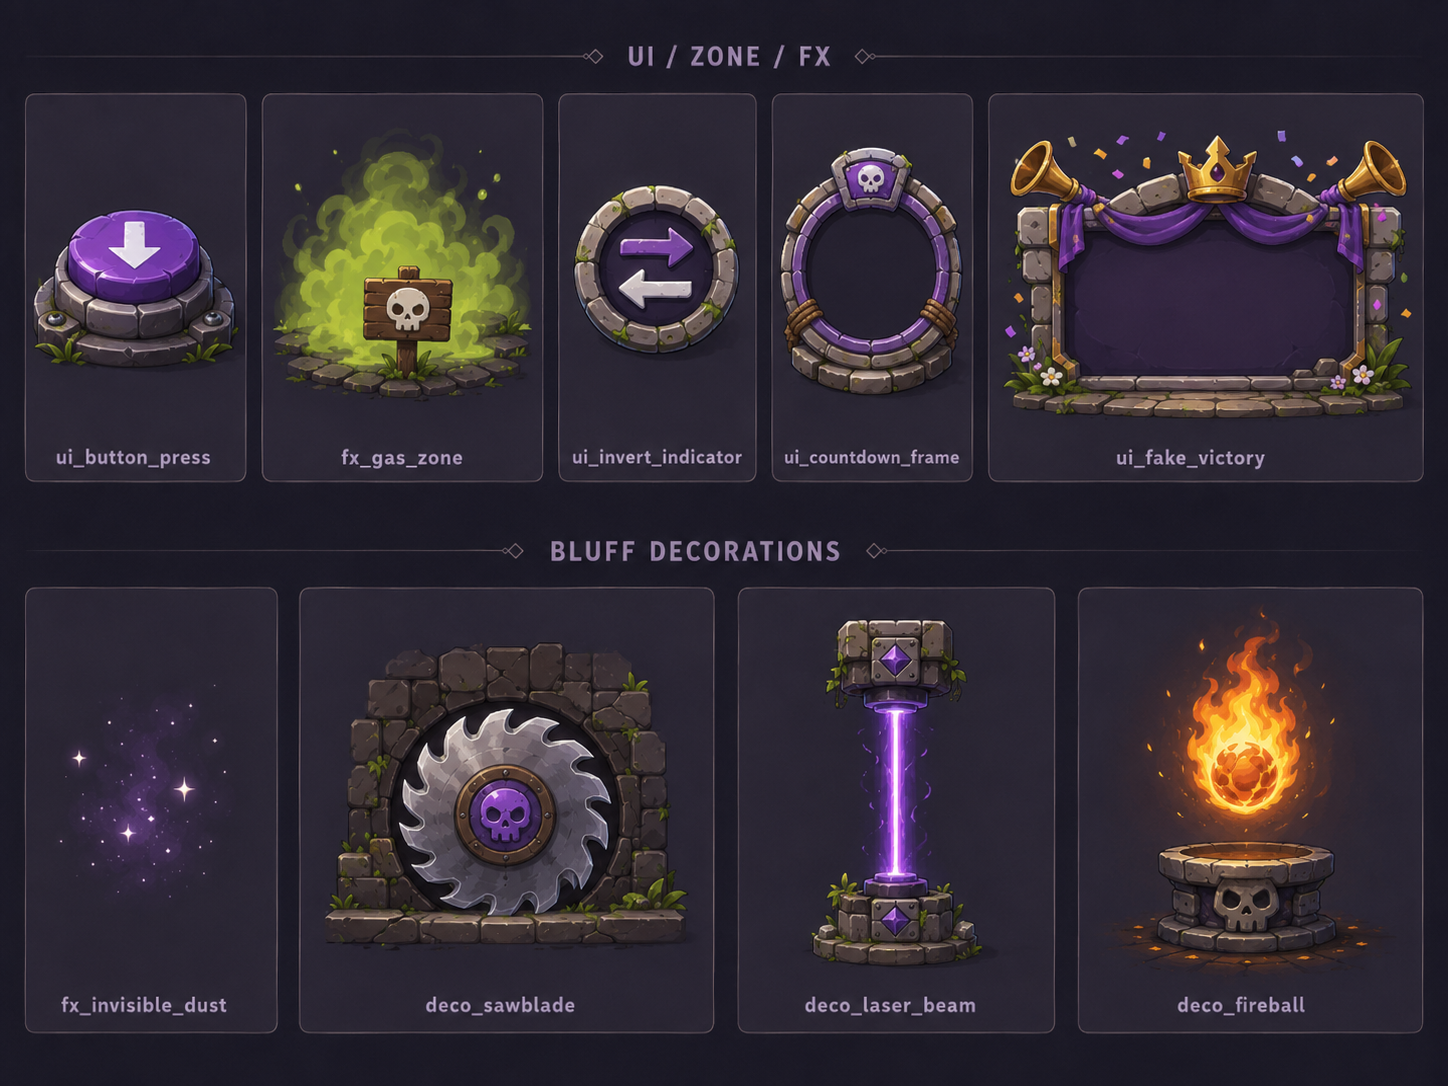 UI / ZONE / FX
ui_button_press
fx_gas_zone
ui_invert_indicator
ui_countdown_frame
ui_fake_victory
BLUFF DECORATIONS
fx_invisible_dust
deco_sawblade
deco_laser_beam
deco_fireball